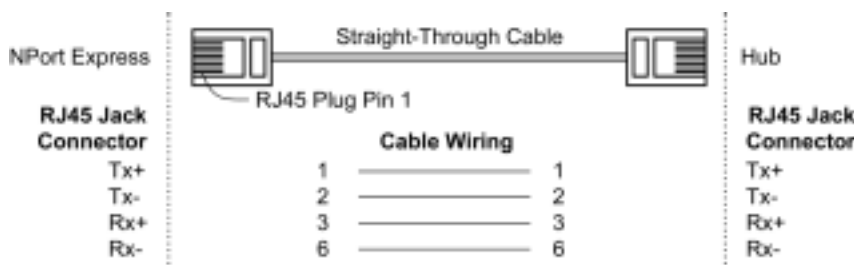 Straight-Through Cable
NPort Express
Hub
RJ45 Plug Pin 1
RJ45 Jack
Connector
Cable Wiring
RJ45 Jack
Connector
Tx+ 1 1 Tx+
Tx- 2 2 Tx-
Rx+ 3 3 Rx+
Rx- 6 6 Rx-